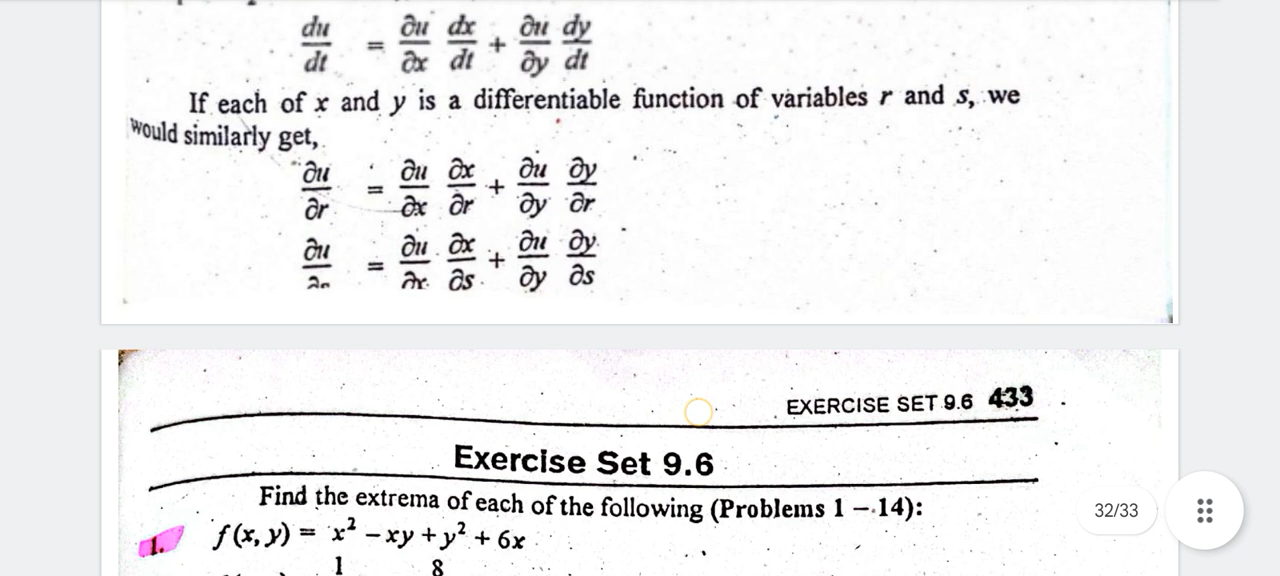 du/dt = ∂u/∂x dx/dt + ∂u/∂y dy/dt
If each of x and y is a differentiable function of variables r and s, we
would similarly get,
∂u/∂r = ∂u/∂x ∂x/∂r + ∂u/∂y ∂y/∂r
= ∂x/∂s + ∂u/∂y ∂y/∂s
EXERCISE SET 9.6 433
Exercise Set 9.6
Find the extrema of each of the following (Problems 1 – 14):
1. f(x, y) = x² – xy + y² + 6x
1 8
32/33